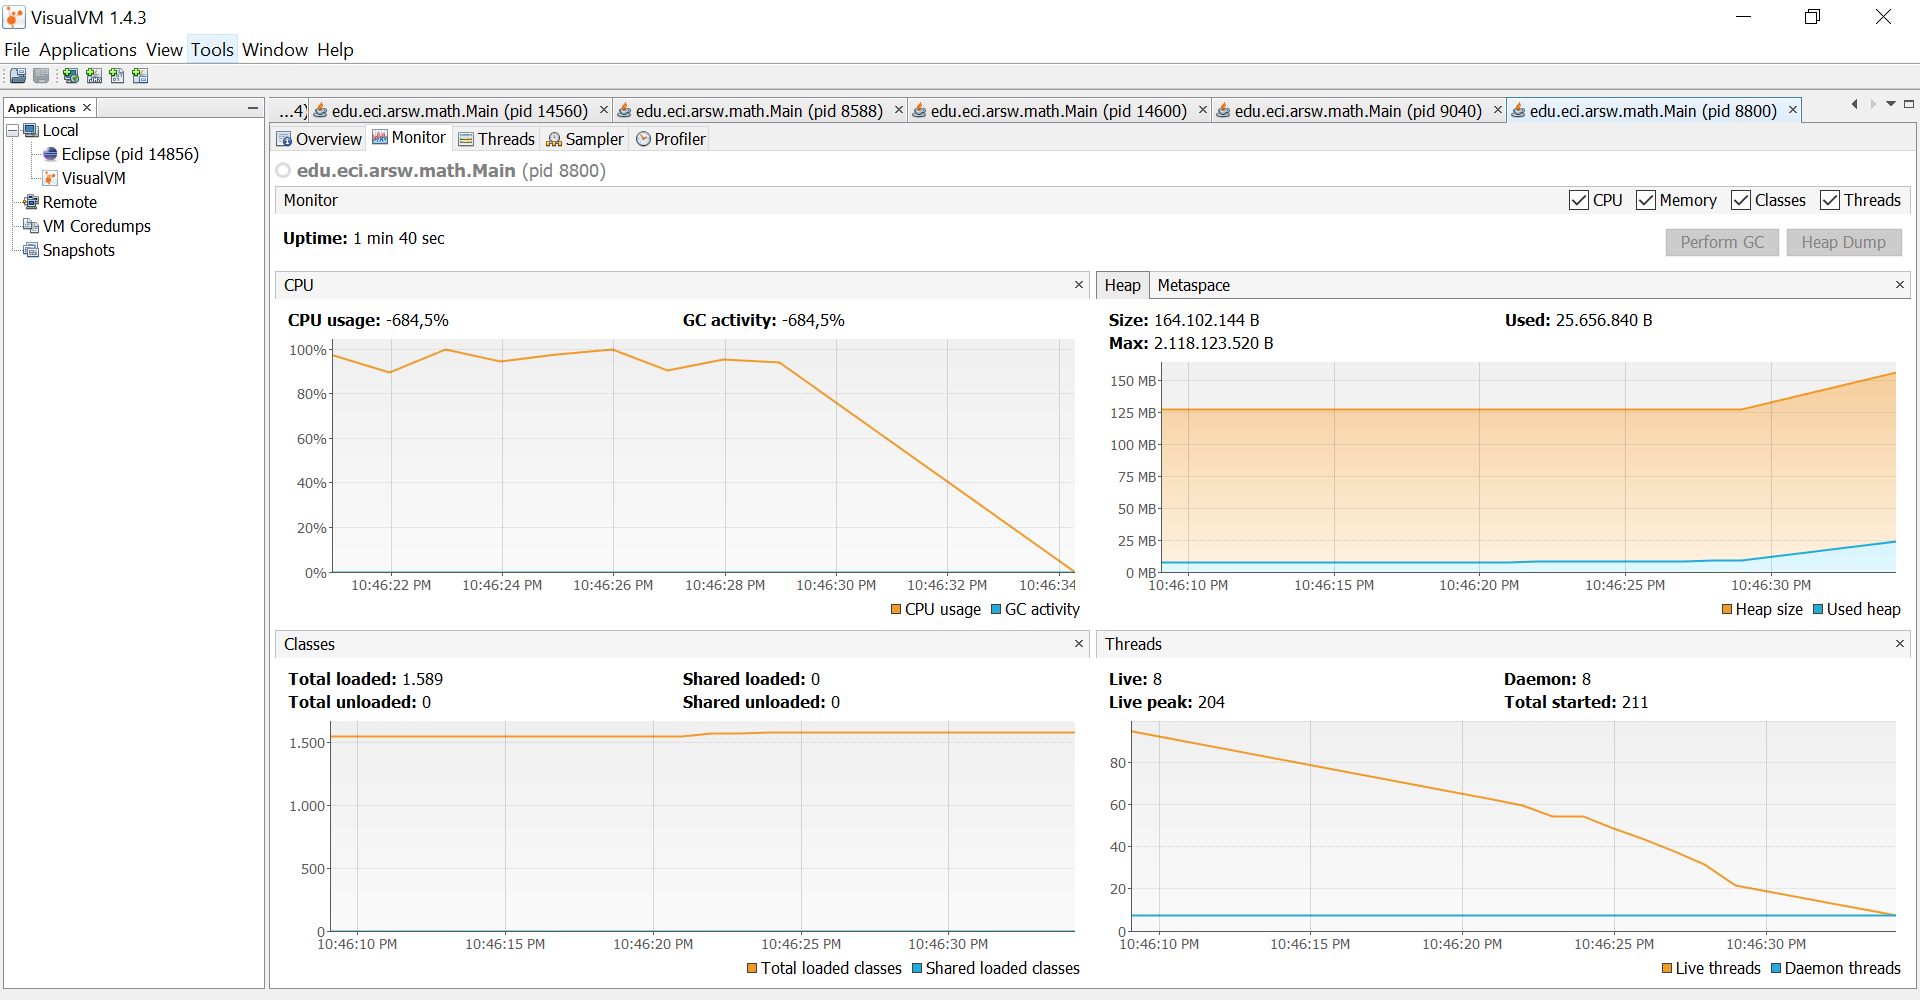 VisualVM 1.4.3
File Applications View Tools Window Help
Applications
Local
Eclipse (pid 14856)
VisualVM
Remote
VM Coredumps
Snapshots
...4) edu.eci.arsw.math.Main (pid 14560) edu.eci.arsw.math.Main (pid 8588) edu.eci.arsw.math.Main (pid 14600) edu.eci.arsw.math.Main (pid 9040) edu.eci.arsw.math.Main (pid 8800)
Overview Monitor Threads Sampler Profiler
edu.eci.arsw.math.Main (pid 8800)
Monitor CPU Memory Classes Threads
Uptime: 1 min 40 sec Perform GC Heap Dump
CPU
CPU usage: -684,5% GC activity: -684,5%
100%
80%
60%
40%
20%
0%
10:46:22 PM 10:46:24 PM 10:46:26 PM 10:46:28 PM 10:46:30 PM 10:46:32 PM 10:46:34
CPU usage GC activity
Heap Metaspace
Size: 164.102.144 B Used: 25.656.840 B
Max: 2.118.123.520 B
150 MB
125 MB
100 MB
75 MB
50 MB
25 MB
0 MB
10:46:10 PM 10:46:15 PM 10:46:20 PM 10:46:25 PM 10:46:30 PM
Heap size Used heap
Classes
Total loaded: 1.589 Shared loaded: 0
Total unloaded: 0 Shared unloaded: 0
1.500
1.000
500
0
10:46:10 PM 10:46:15 PM 10:46:20 PM 10:46:25 PM 10:46:30 PM
Total loaded classes Shared loaded classes
Threads
Live: 8 Daemon: 8
Live peak: 204 Total started: 211
80
60
40
20
0
10:46:10 PM 10:46:15 PM 10:46:20 PM 10:46:25 PM 10:46:30 PM
Live threads Daemon threads